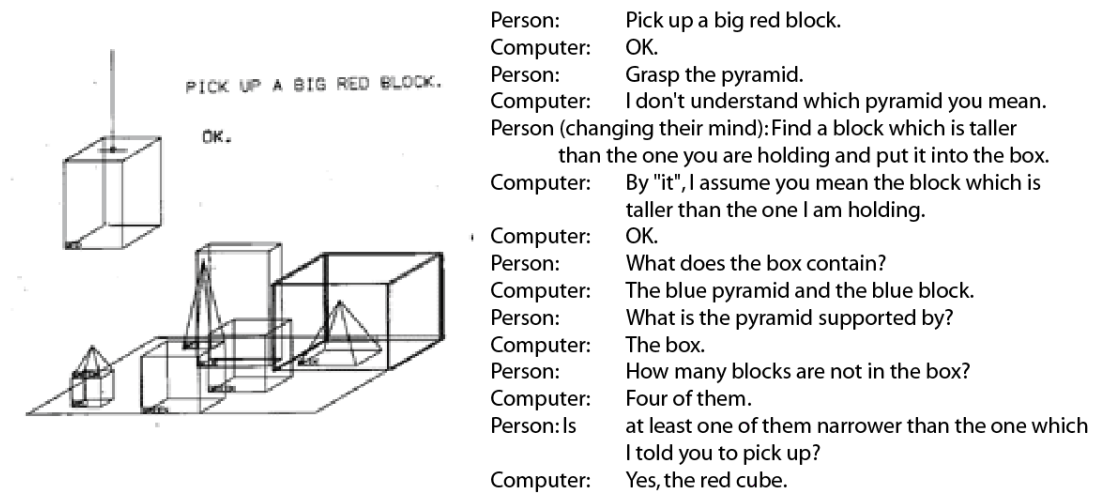 PICK UP A BIG RED BLOCK.
OK.
Person: Pick up a big red block.
Computer: OK.
Person: Grasp the pyramid.
Computer: I don't understand which pyramid you mean.
Person (changing their mind): Find a block which is taller
than the one you are holding and put it into the box.
Computer: By "it", I assume you mean the block which is
taller than the one I am holding.
Computer: OK.
Person: What does the box contain?
Computer: The blue pyramid and the blue block.
Person: What is the pyramid supported by?
Computer: The box.
Person: How many blocks are not in the box?
Computer: Four of them.
Person: Is at least one of them narrower than the one which
I told you to pick up?
Computer: Yes, the red cube.